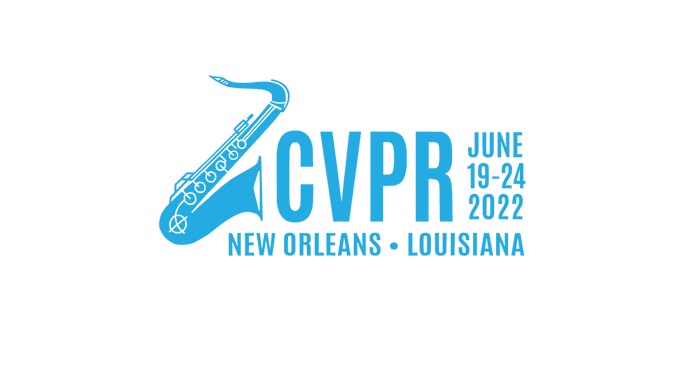 CVPR
JUNE
19-24
2022
NEW ORLEANS • LOUISIANA